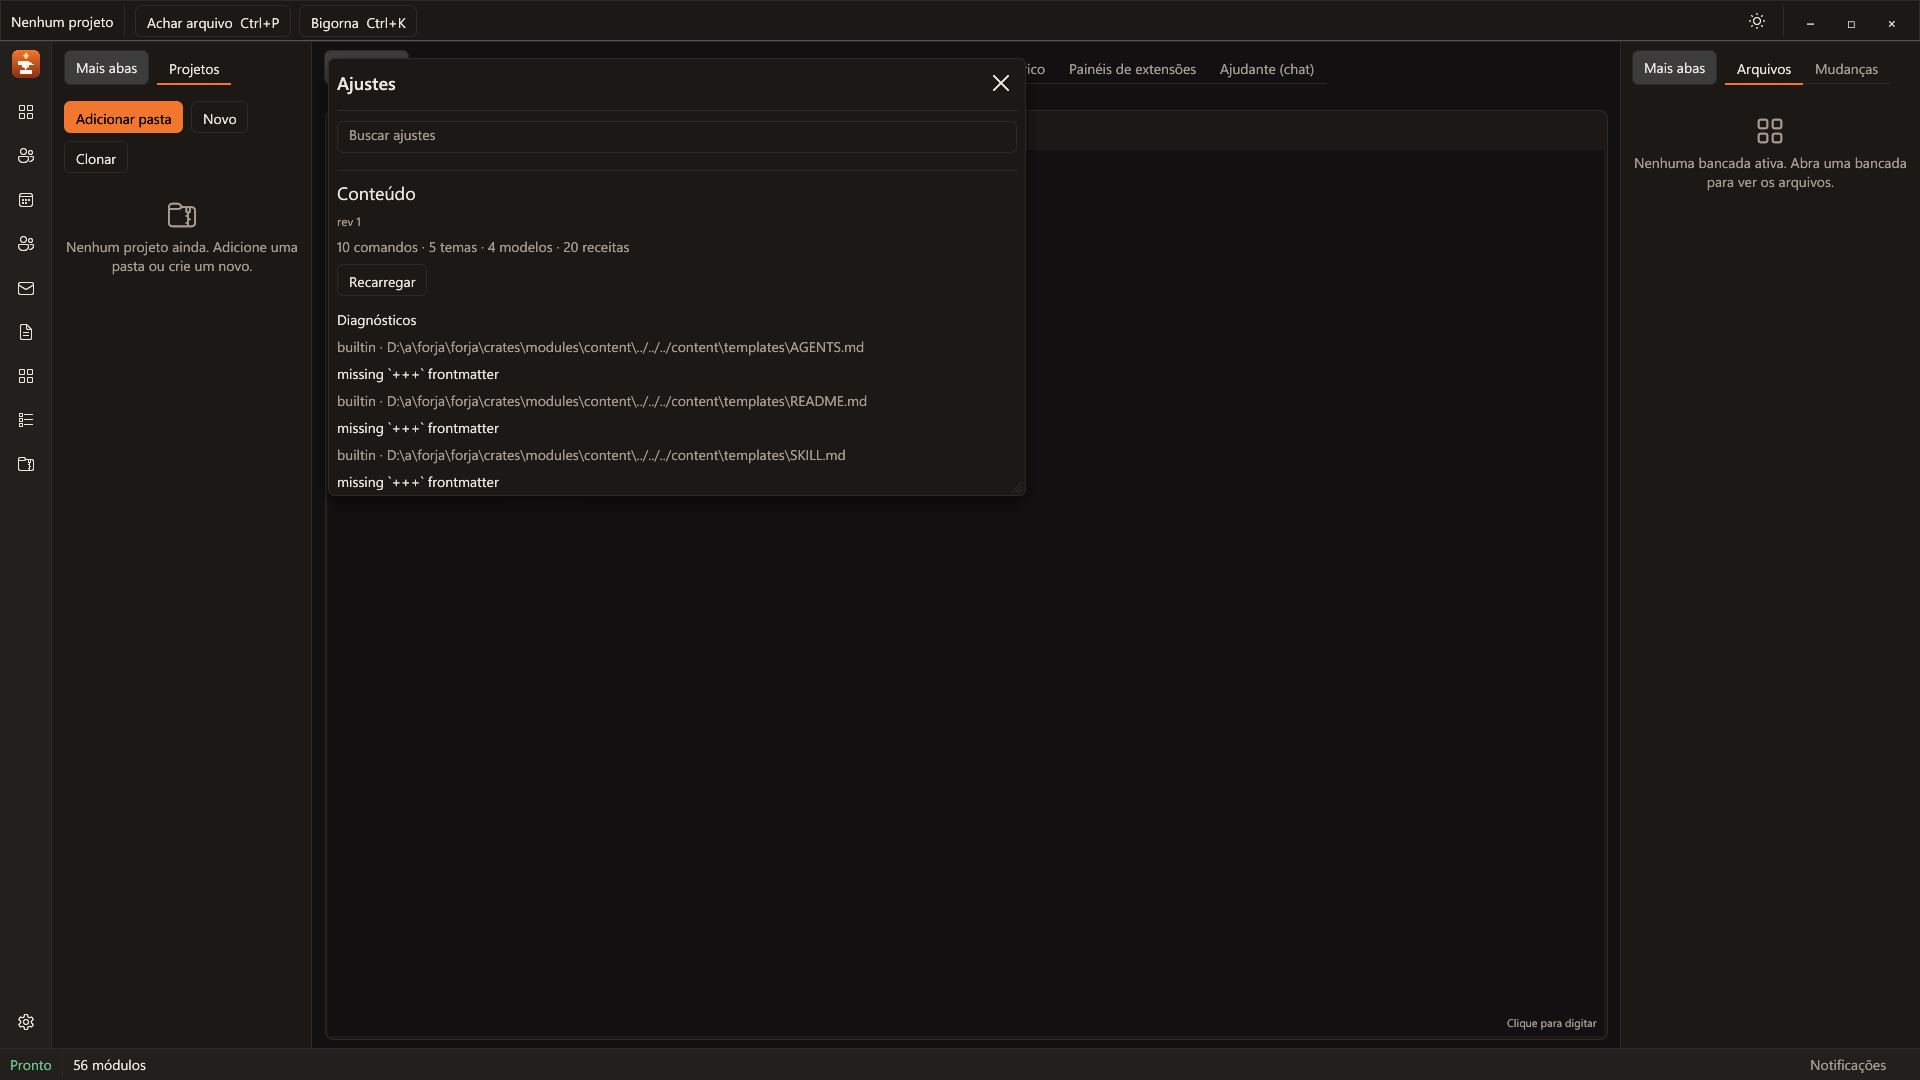 Nenhum projeto
Achar arquivo Ctrl+P
Bigorna Ctrl+K
Mais abas
Projetos
Adicionar pasta
Novo
Clonar
Nenhum projeto ainda. Adicione uma
pasta ou crie um novo.
rico
Painéis de extensões
Ajudante (chat)
Ajustes
Buscar ajustes
Conteúdo
rev 1
10 comandos · 5 temas · 4 modelos · 20 receitas
Recarregar
Diagnósticos
builtin · D:\a\forja\forja\crates\modules\content\../../../content\templates\AGENTS.md
missing `+++` frontmatter
builtin · D:\a\forja\forja\crates\modules\content\../../../content\templates\README.md
missing `+++` frontmatter
builtin · D:\a\forja\forja\crates\modules\content\../../../content\templates\SKILL.md
missing `+++` frontmatter
Clique para digitar
Mais abas
Arquivos
Mudanças
Nenhuma bancada ativa. Abra uma bancada
para ver os arquivos.
Pronto
56 módulos
Notificações